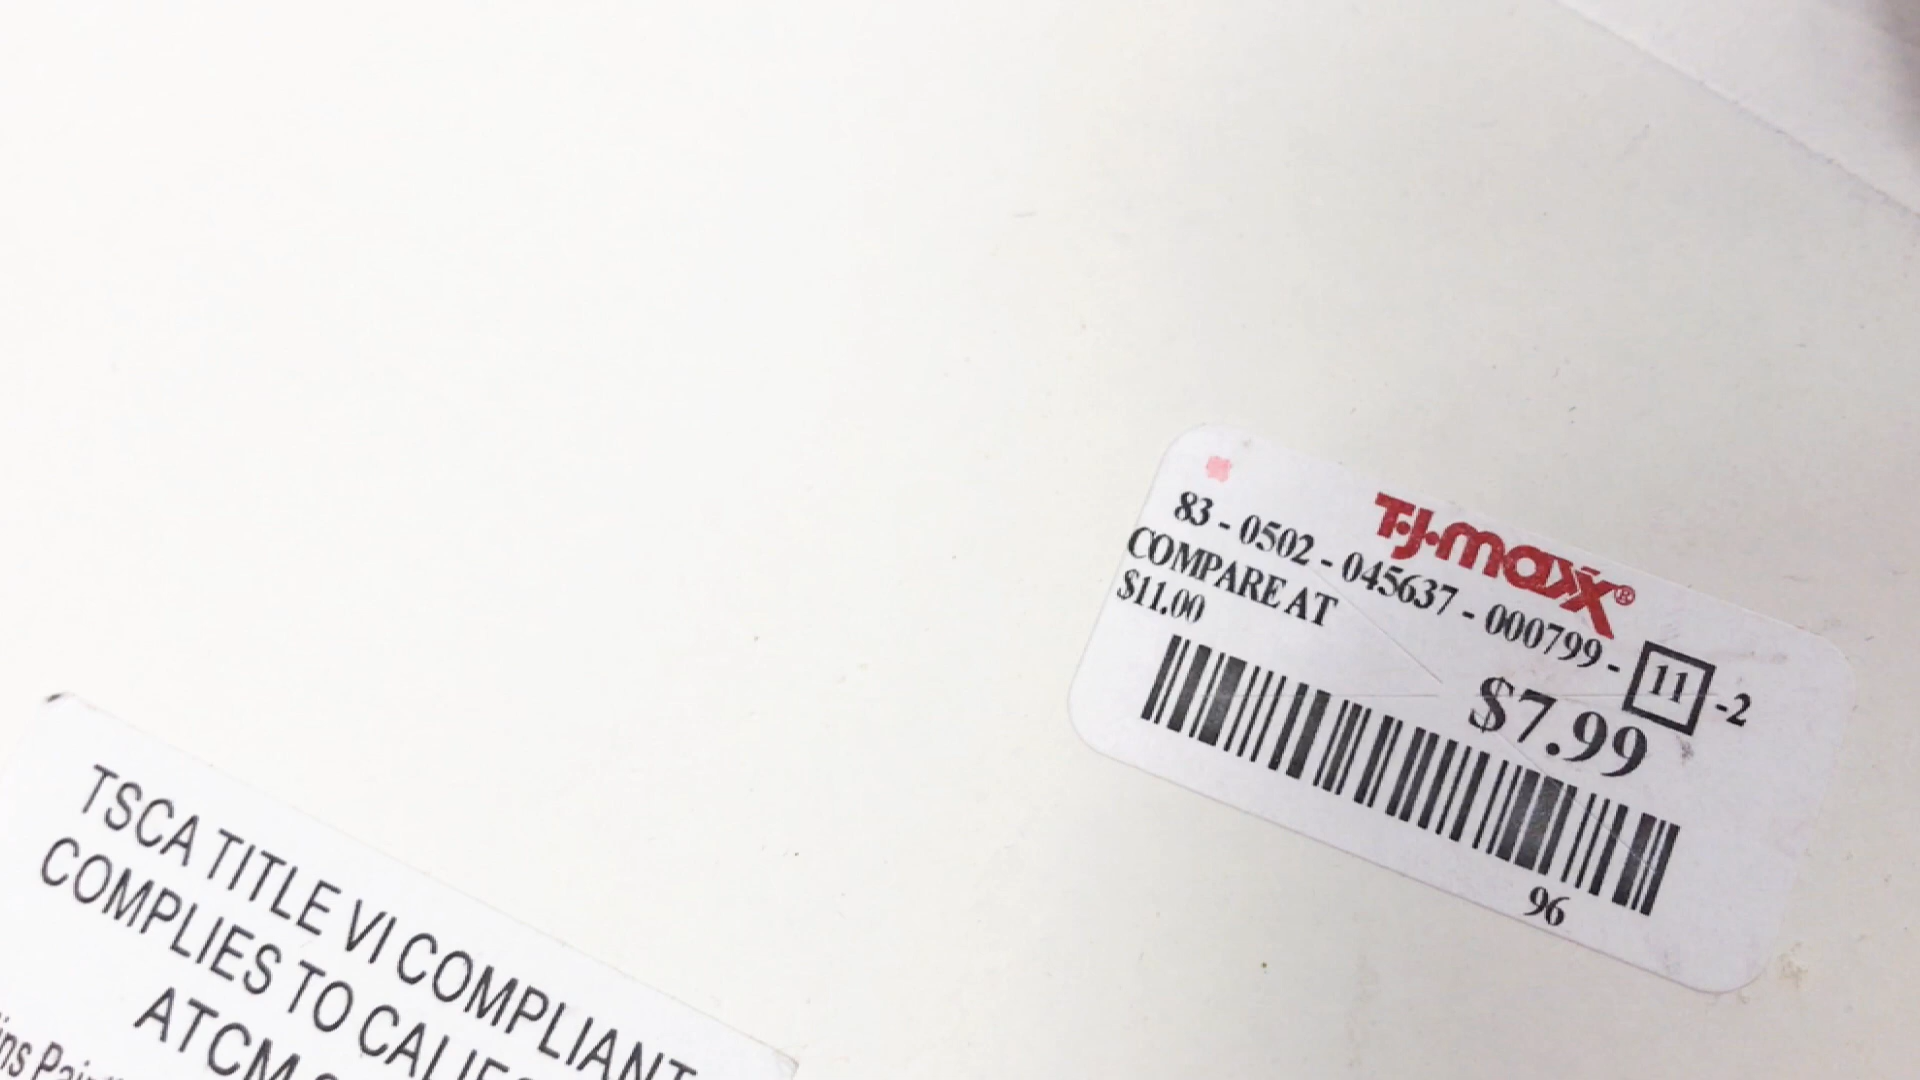 T.J.maxx®
83 - 0502 - 045637 - 000799 - 11 -2
COMPARE AT
$11.00
$7.99
96
TSCA TITLE VI COMPLIANT
COMPLIES TO
ATCM